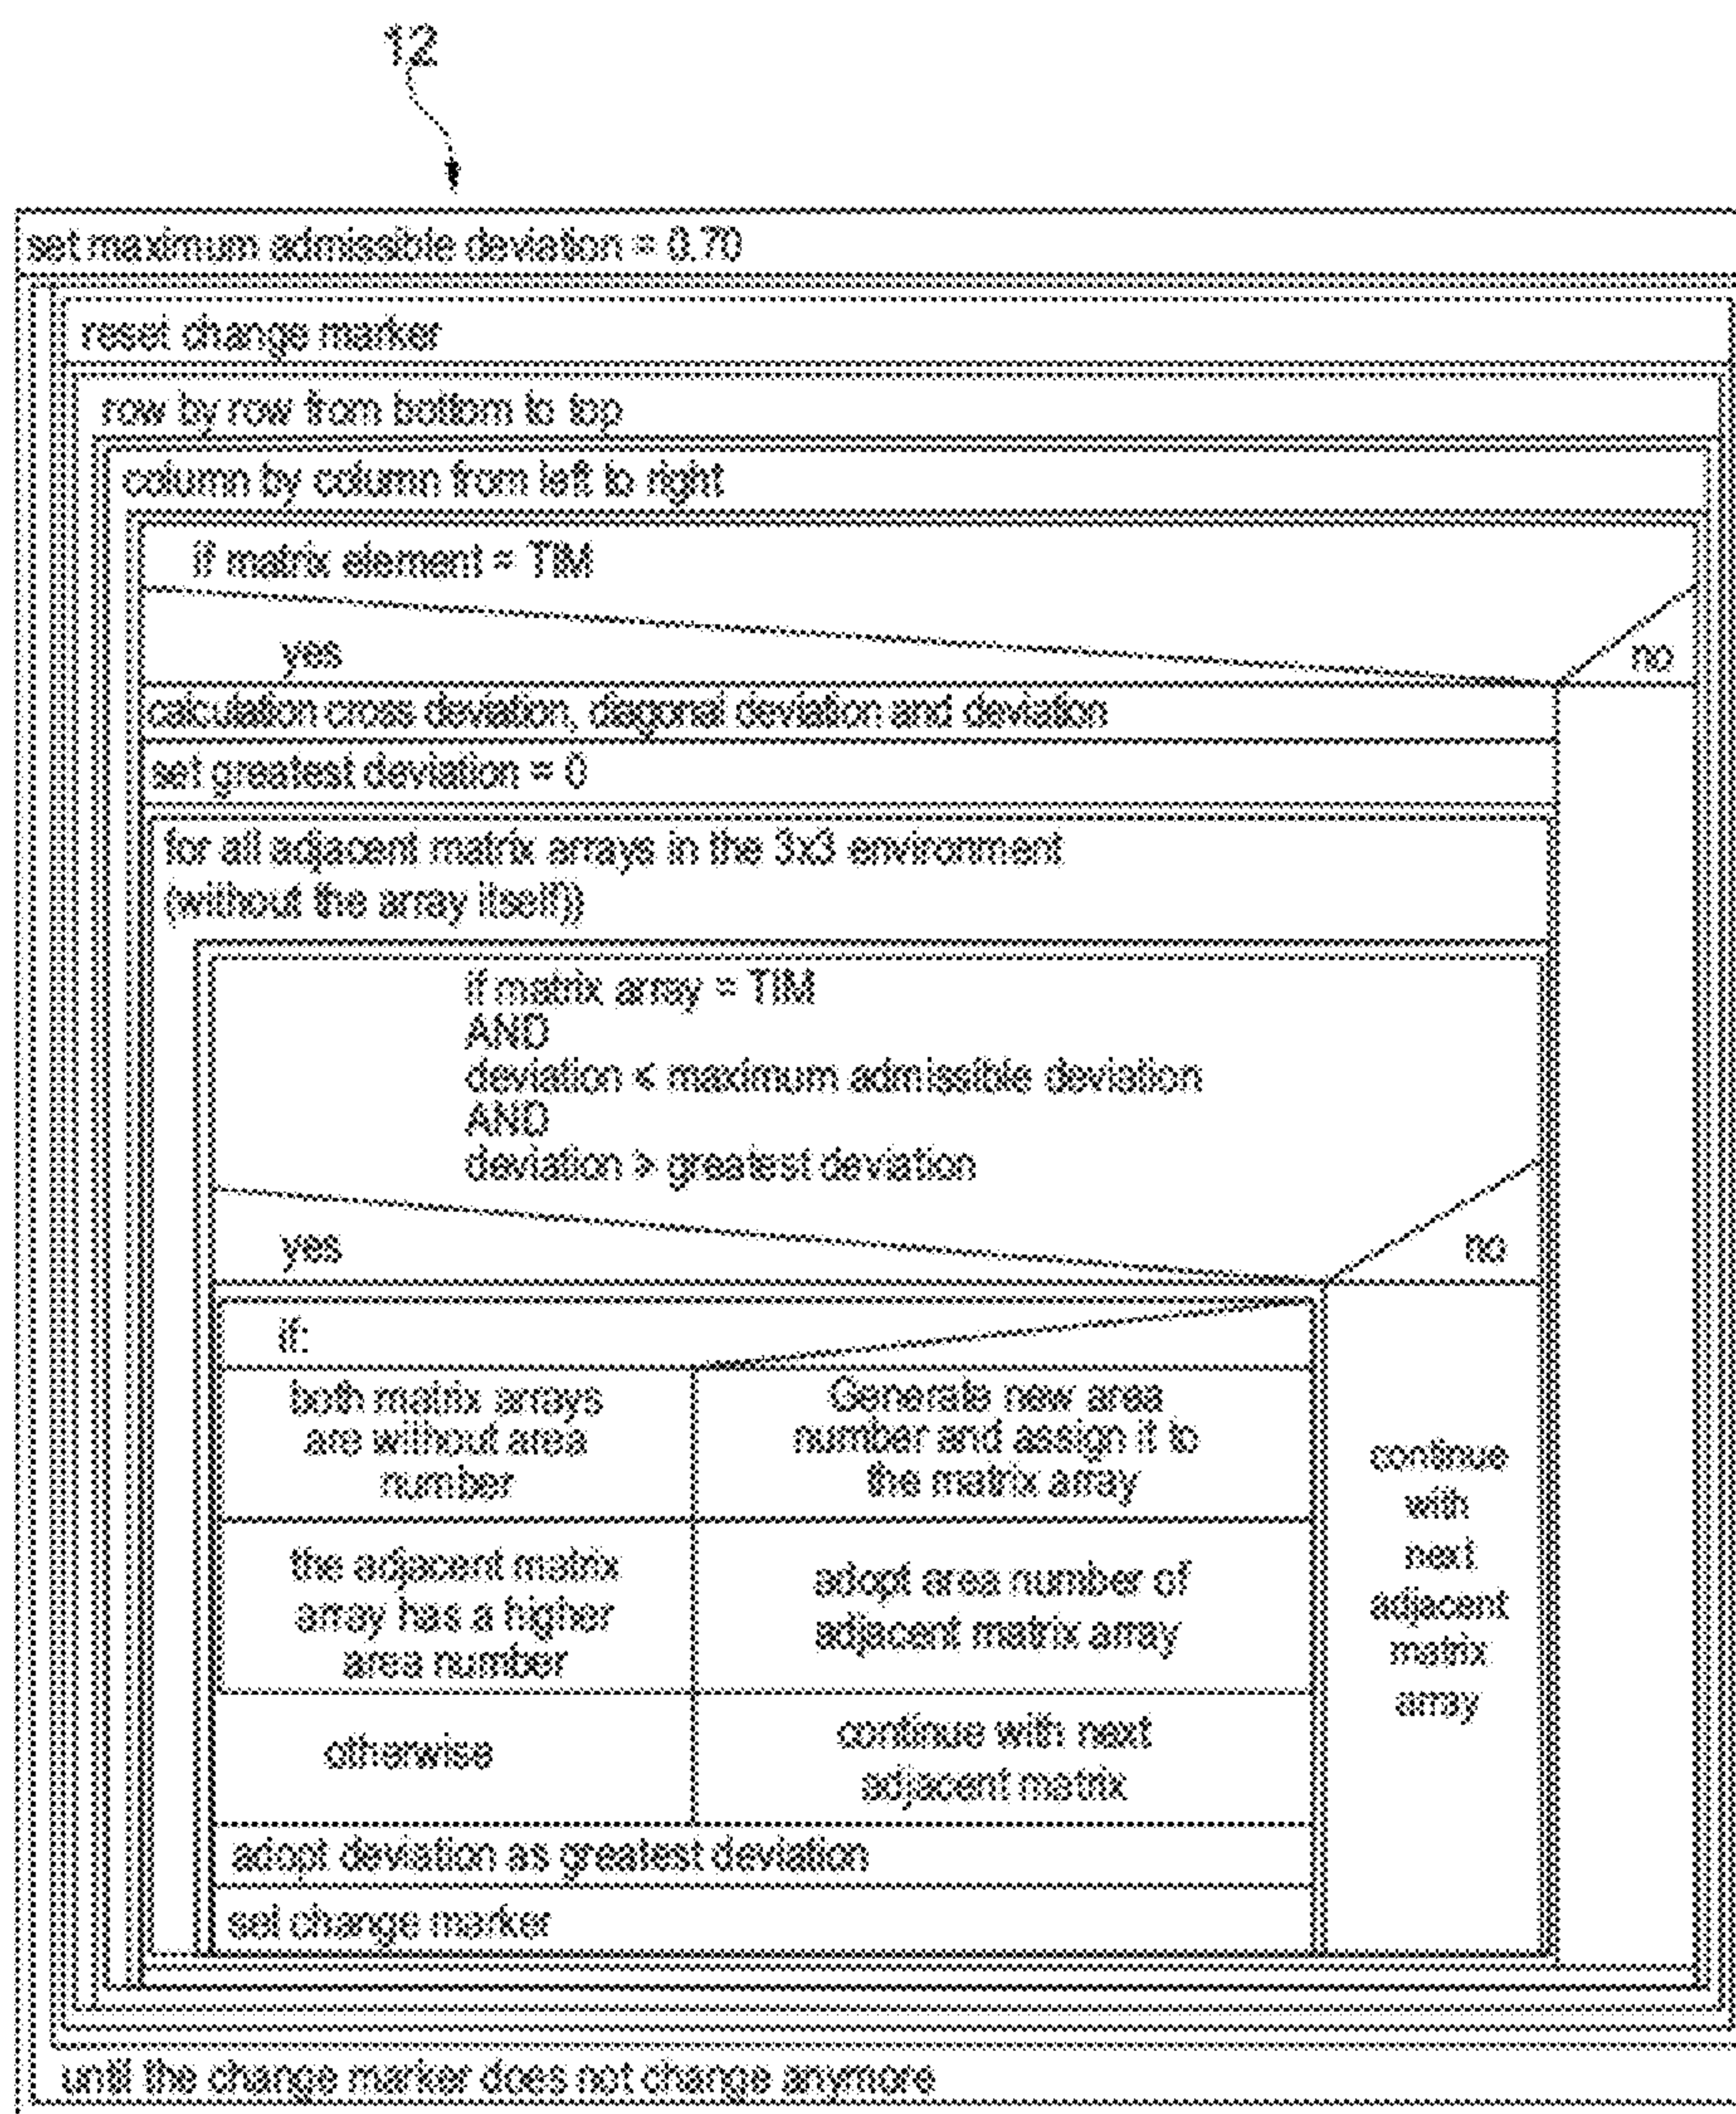 12
set maximum admissible deviation = 0.70
reset change marker
row by row from bottom to top
column by column from left to right
if matrix element = TIM
yes
no
calculation cross deviation, diagonal deviation and deviation
set greatest deviation = 0
for all adjacent matrix arrays in the 3x3 environment
(without the array itself))
if matrix array = TIM
AND
deviation < maximum admissible deviation
AND
deviation > greatest deviation
yes
no
if:
both matrix arrays
are without area
number
Generate new area
number and assign it to
the matrix array
the adjacent matrix
array has a higher
area number
adopt area number of
adjacent matrix array
otherwise
continue with next
adjacent matrix
continue
with
next
adjacent
matrix
array
adopt deviation as greatest deviation
set change marker
until the change marker does not change anymore